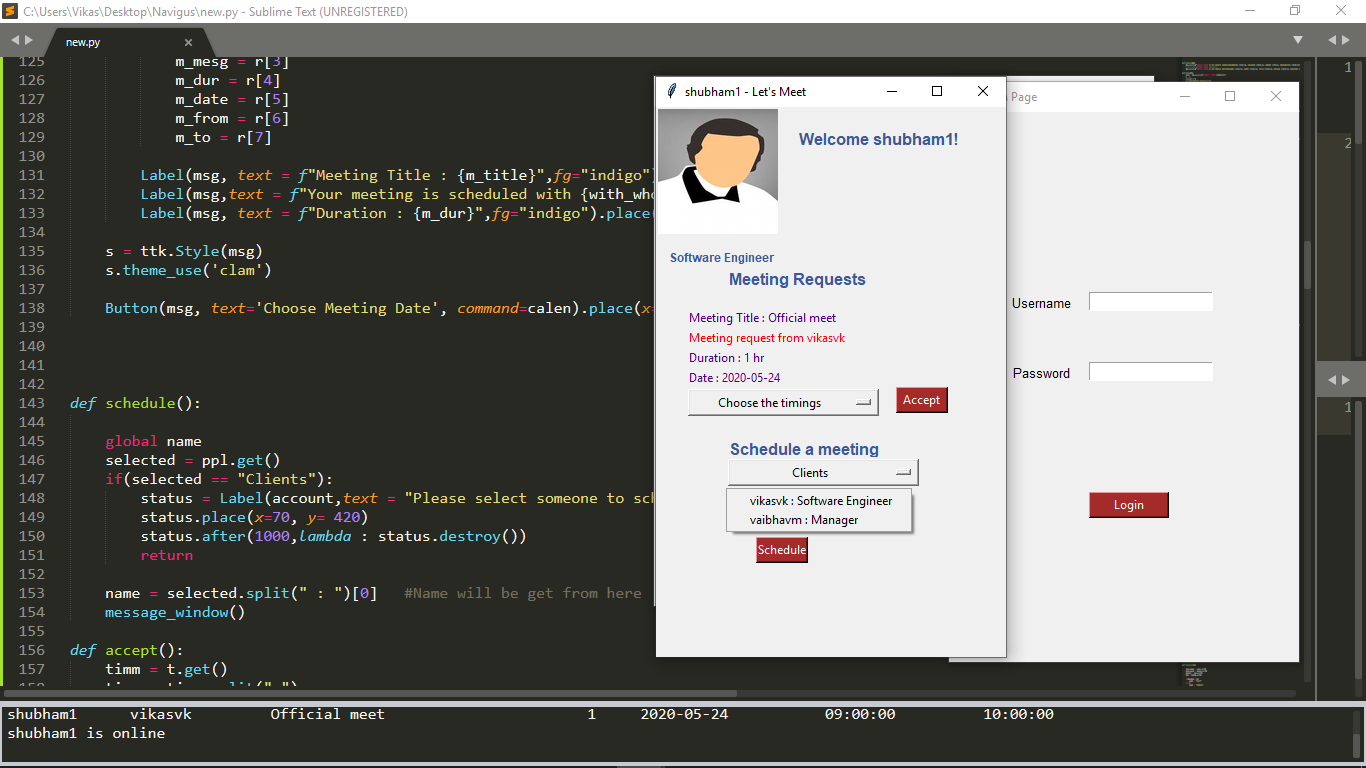 C:\Users\Vikas\Desktop\Navigus\new.py - Sublime Text (UNREGISTERED)
new.py
125 m_mesg = r[3]
126 m_dur = r[4]
127 m_date = r[5]
128 m_from = r[6]
129 m_to = r[7]
130
131 Label(msg, text = f"Meeting Title : {m_title}",fg="indigo")
132 Label(msg,text = f"Your meeting is scheduled with {with_who
133 Label(msg, text = f"Duration : {m_dur}",fg="indigo").place(
134
135 s = ttk.Style(msg)
136 s.theme_use('clam')
137
138 Button(msg, text='Choose Meeting Date', command=calen).place(x=
139
140
141
142
143 def schedule():
144
145 global name
146 selected = ppl.get()
147 if(selected == "Clients"):
148 status = Label(account,text = "Please select someone to sch
149 status.place(x=70, y= 420)
150 status.after(1000,lambda : status.destroy())
151 return
152
153 name = selected.split(" : ")[0] #Name will be get from here
154 message_window()
155
156 def accept():
157 timm = t.get()
shubham1 - Let's Meet
Welcome shubham1!
Software Engineer
Meeting Requests
Meeting Title : Official meet
Meeting request from vikasvk
Duration : 1 hr
Date : 2020-05-24
Choose the timings
Accept
Schedule a meeting
Clients
vikasvk : Software Engineer
vaibhavm : Manager
Schedule
Page
Username
Password
Login
1
2
1
shubham1 vikasvk Official meet 1 2020-05-24 09:00:00 10:00:00
shubham1 is online